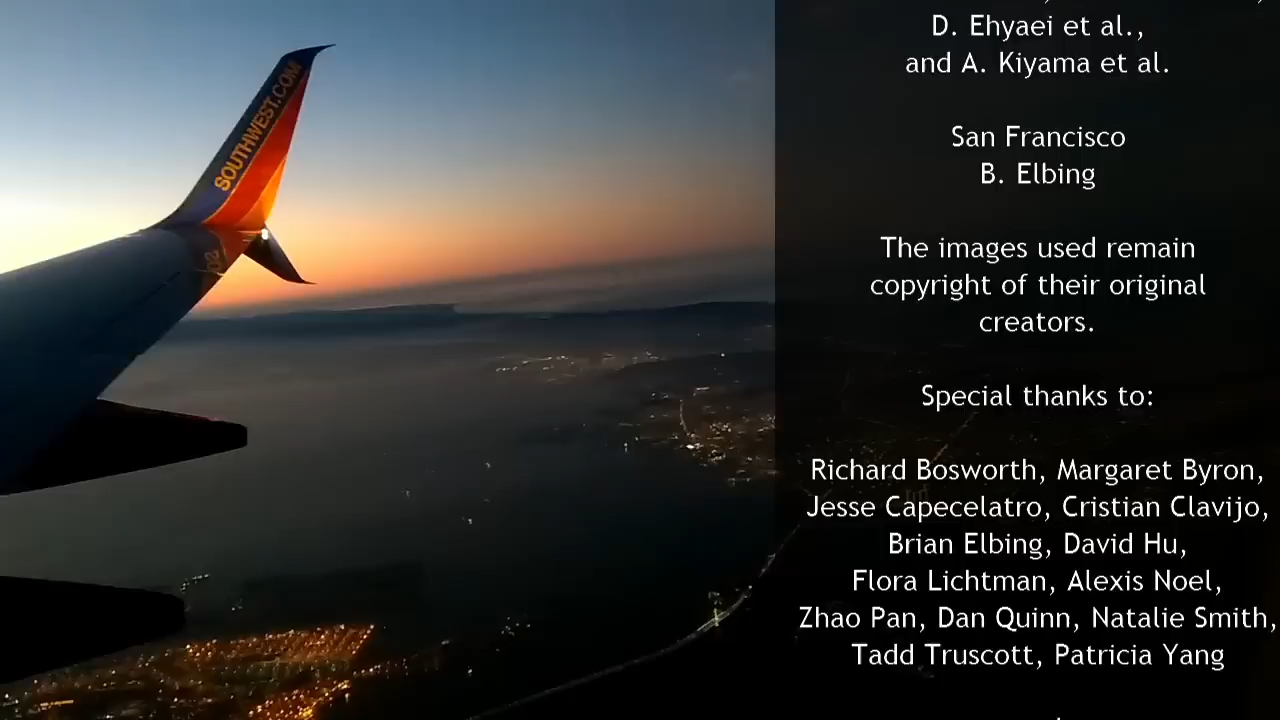 SOUTHWEST.COM
D. Ehyaei et al.,
and A. Kiyama et al.
San Francisco
B. Elbing
The images used remain
copyright of their original
creators.
Special thanks to:
Richard Bosworth, Margaret Byron,
Jesse Capecelatro, Cristian Clavijo,
Brian Elbing, David Hu,
Flora Lichtman, Alexis Noel,
Zhao Pan, Dan Quinn, Natalie Smith,
Tadd Truscott, Patricia Yang